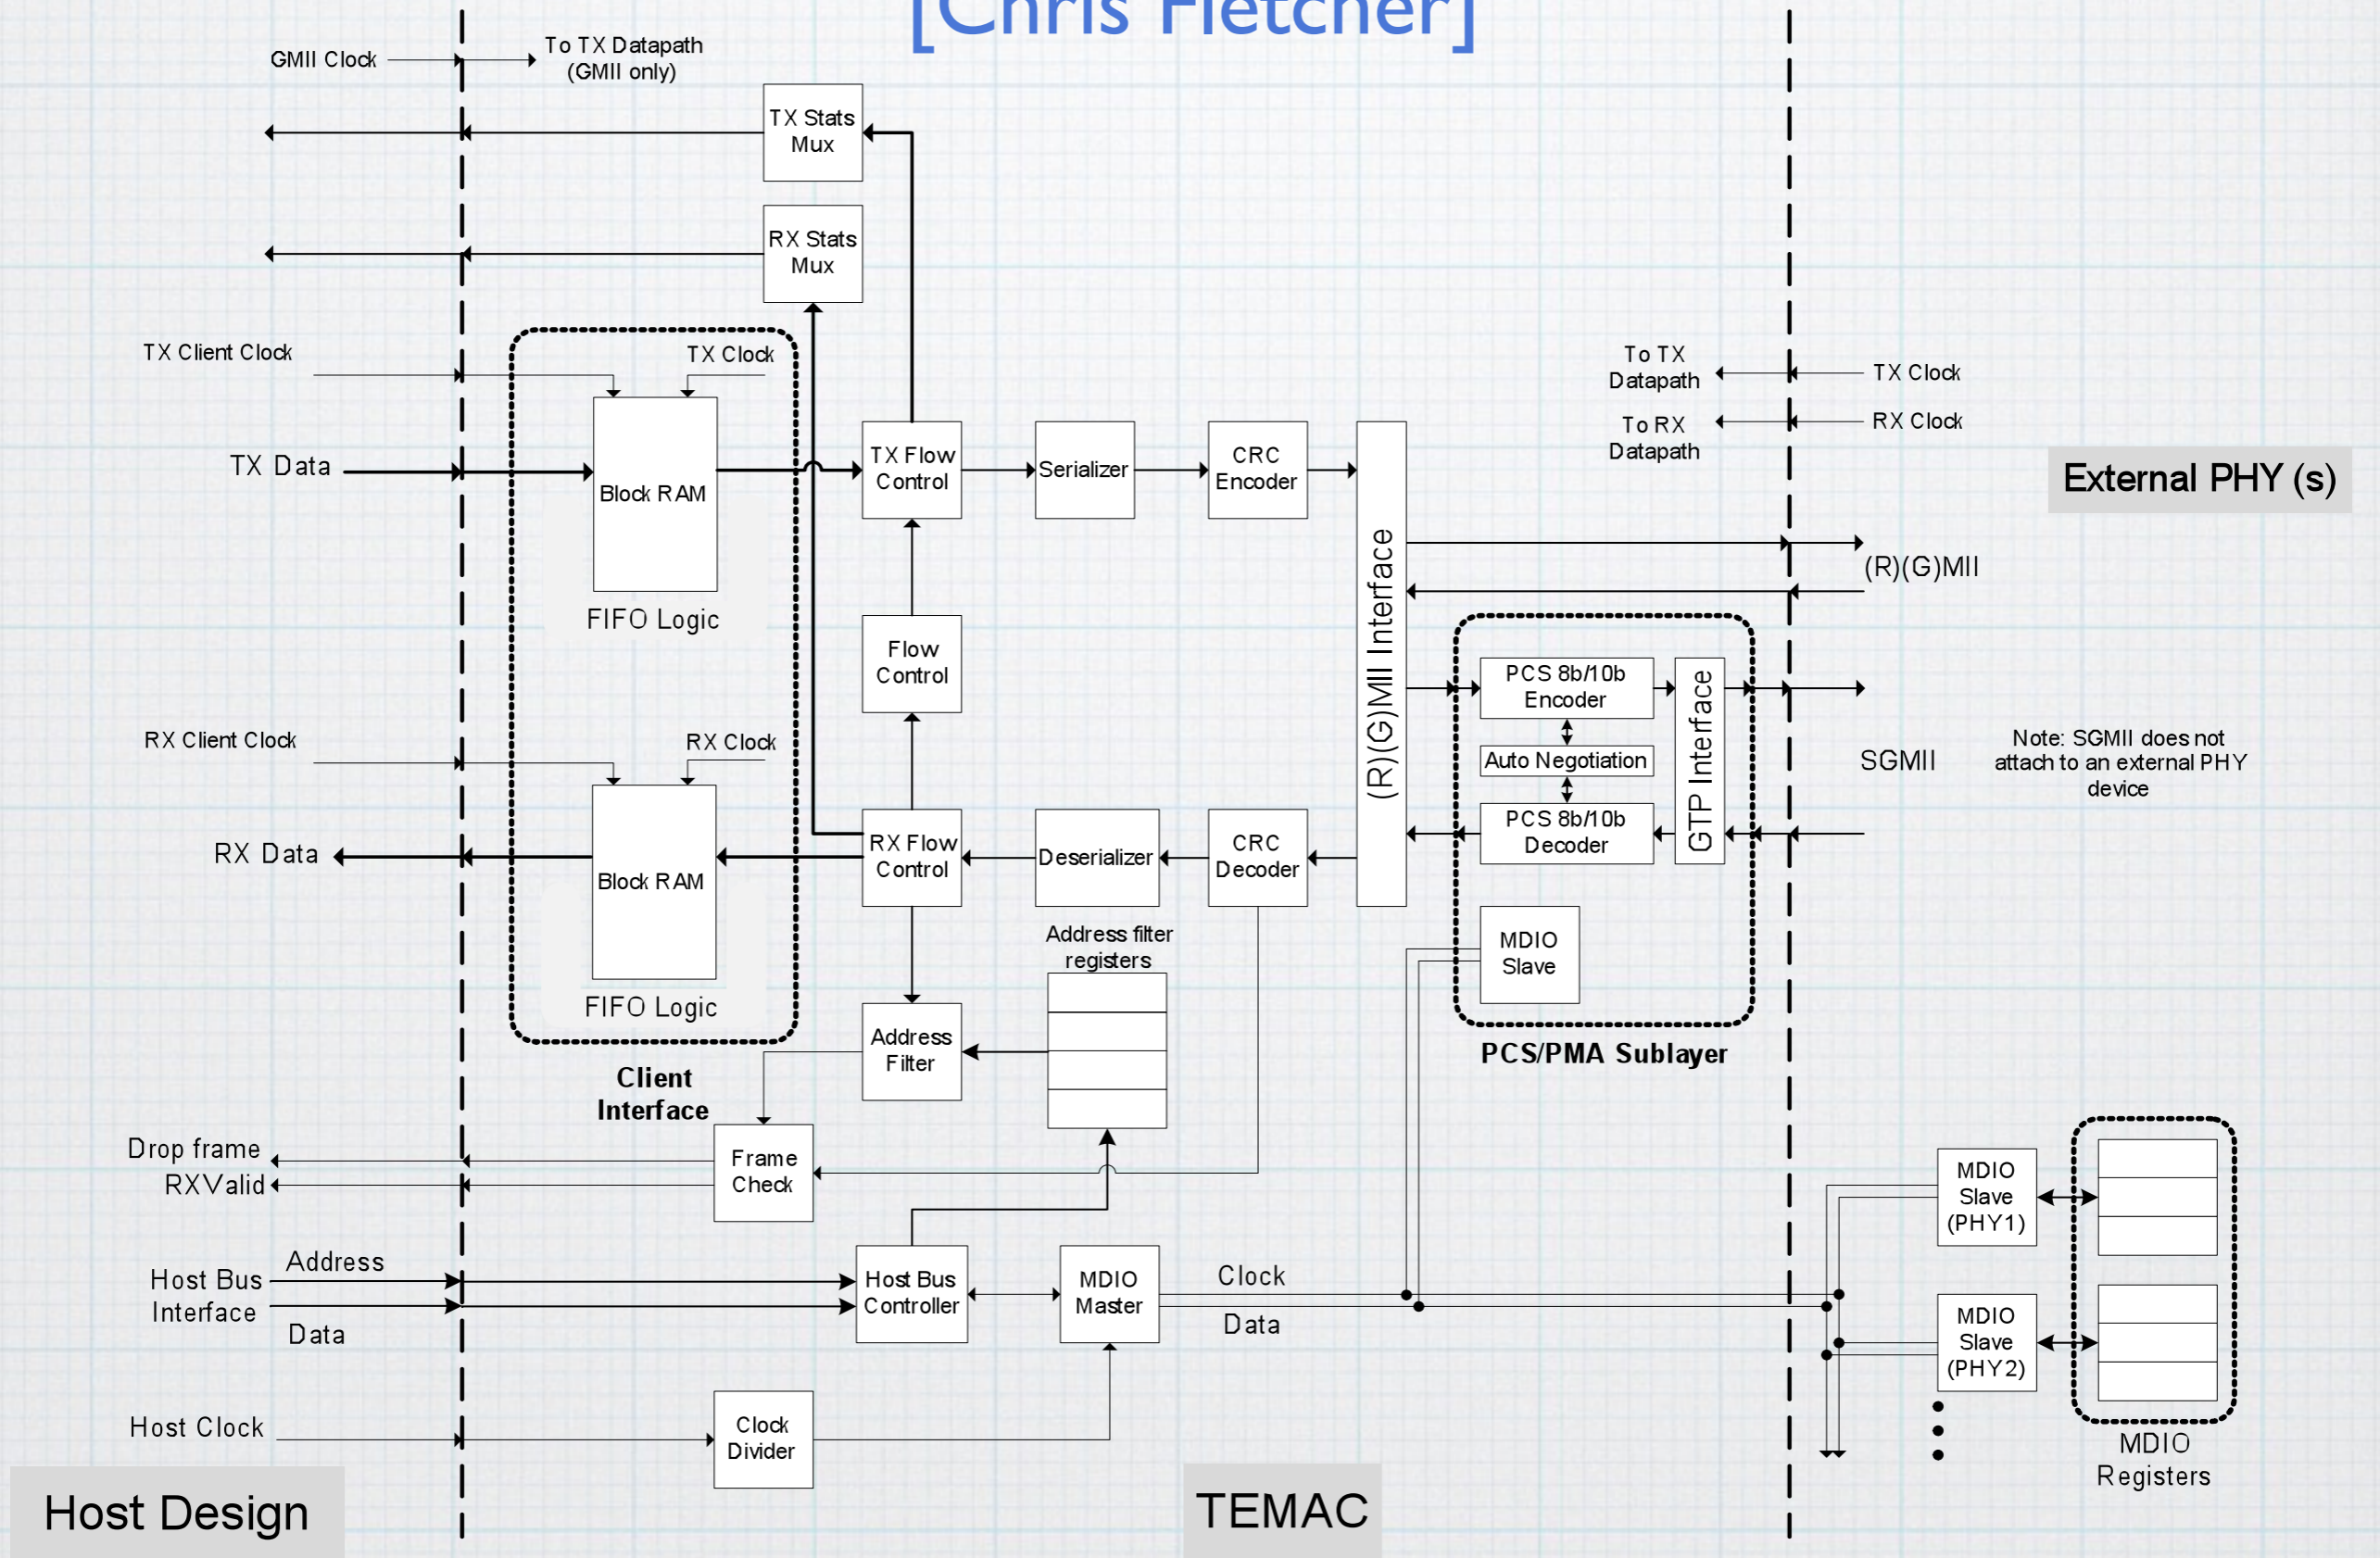 [Chris Fletcher]
GMII Clock
To TX Datapath
(GMII only)
TX Stats
Mux
RX Stats
Mux
TX Client Clock
TX Clock
TX Data
Block RAM
FIFO Logic
TX Flow
Control
Serializer
CRC
Encoder
(R)(G)MII Interface
To TX
Datapath
TX Clock
To RX
Datapath
RX Clock
External PHY (s)
(R)(G)MII
Flow
Control
PCS 8b/10b
Encoder
Auto Negotiation
PCS 8b/10b
Decoder
GTP Interface
SGMII
Note: SGMII does not
attach to an external PHY
device
RX Client Clock
RX Clock
RX Data
Block RAM
FIFO Logic
RX Flow
Control
Deserializer
CRC
Decoder
MDIO
Slave
PCS/PMA Sublayer
Address filter
registers
Address
Filter
Client
Interface
Drop frame
RXValid
Frame
Check
Host Bus
Interface
Address
Data
Host Bus
Controller
MDIO
Master
Clock
Data
MDIO
Slave
(PHY1)
MDIO
Slave
(PHY2)
MDIO
Registers
Host Clock
Clock
Divider
Host Design
TEMAC